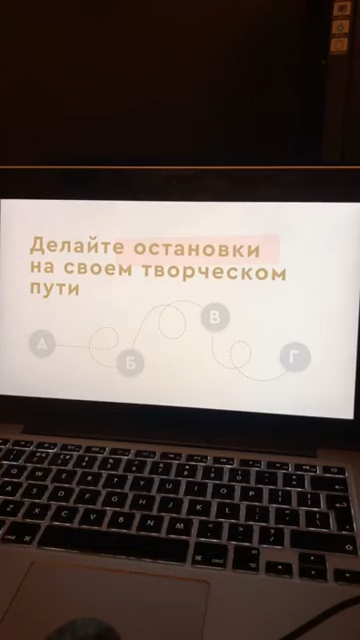 Делайте остановки
на своем творческом
пути
А
Б
В
Г